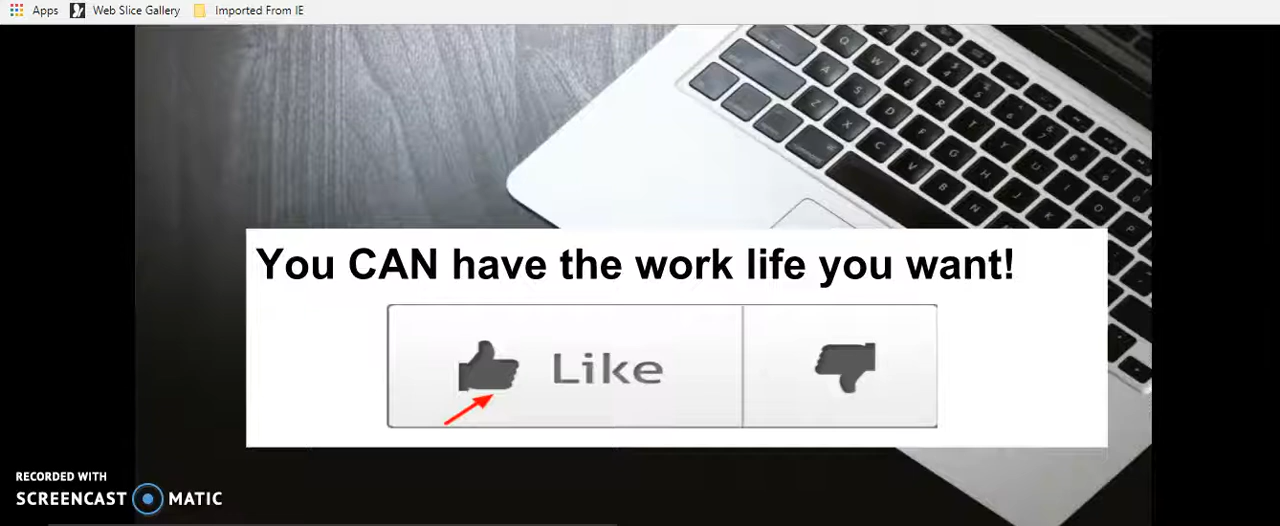 Apps Web Slice Gallery Imported From IE
You CAN have the work life you want!
Like
RECORDED WITH
SCREENCAST MATIC